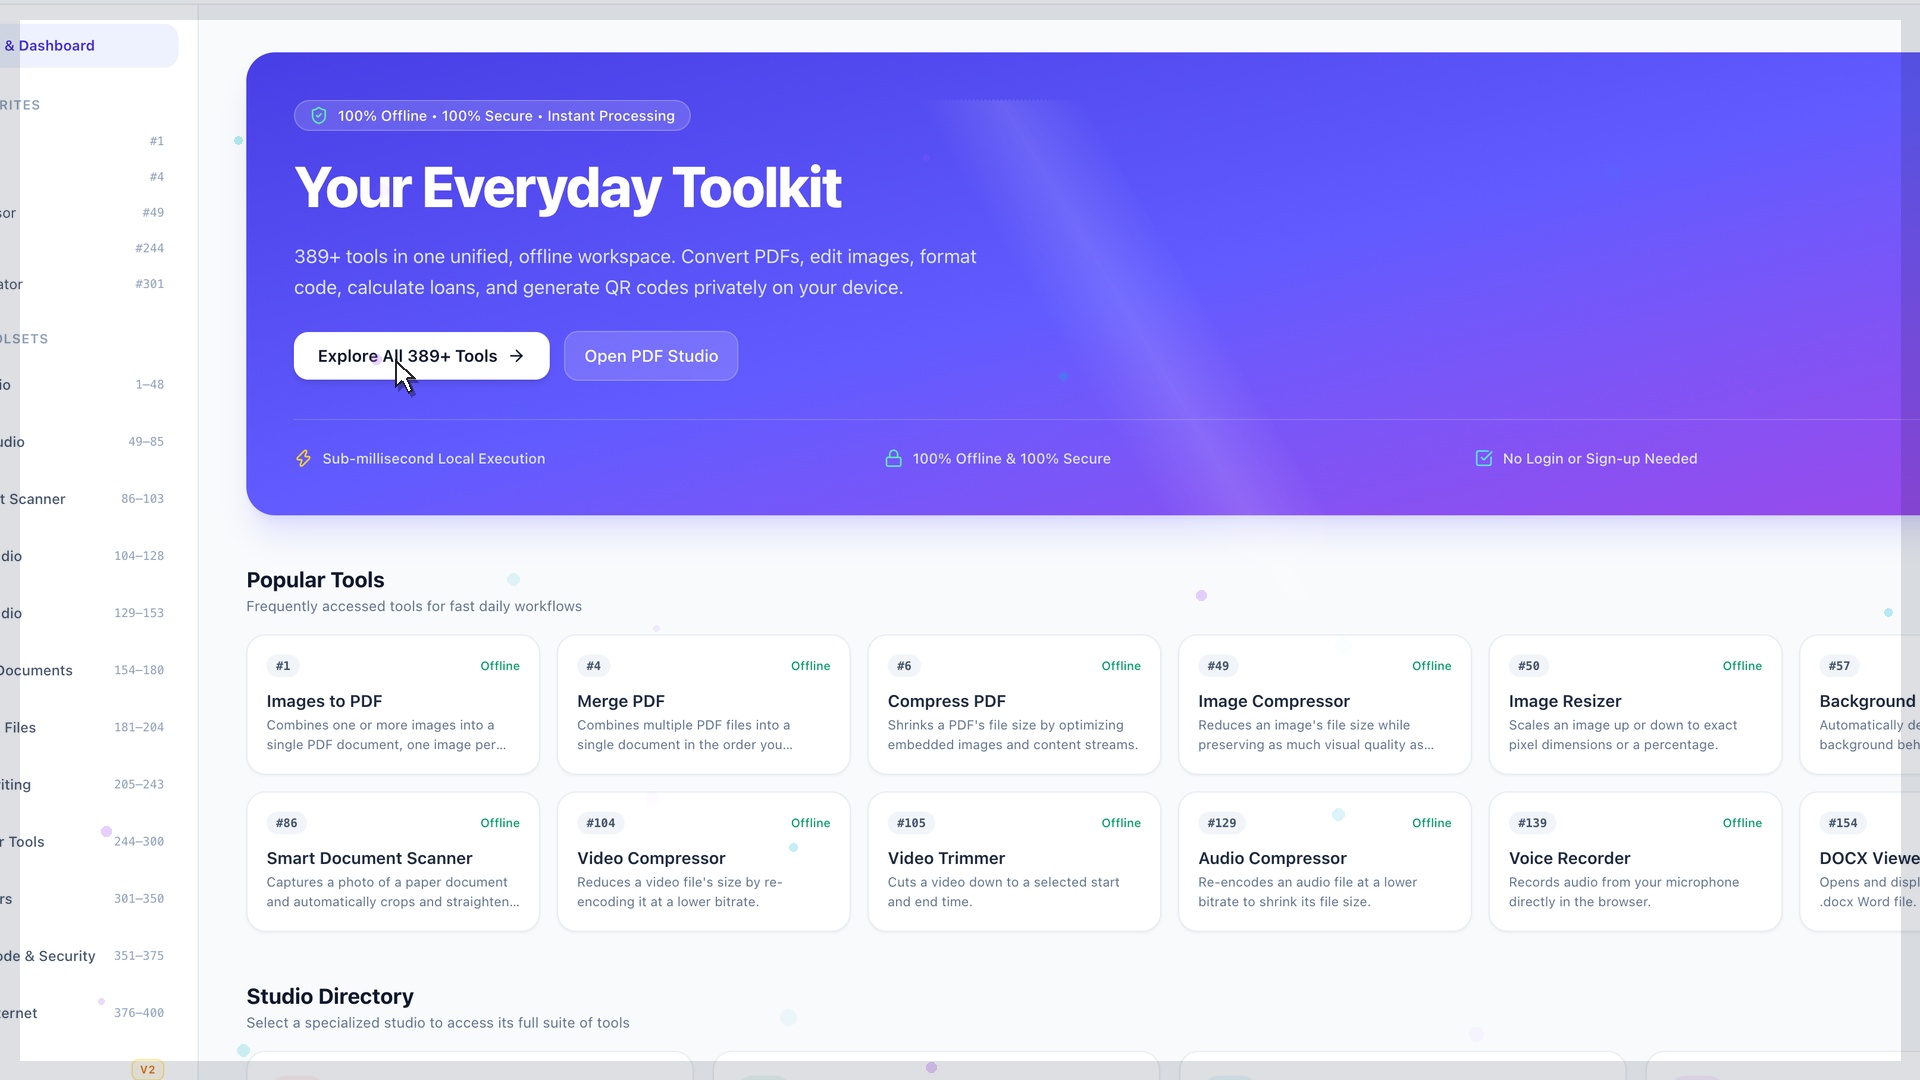 & Dashboard
RITES
#1
#4
sor #49
#244
ator #301
OLSETS
io 1–48
udio 49–85
t Scanner 86–103
dio 104–128
dio 129–153
Documents 154–180
Files 181–204
iting 205–243
r Tools 244–300
rs 301–350
ode & Security 351–375
ternet 376–400
V2
100% Offline • 100% Secure • Instant Processing
Your Everyday Toolkit
389+ tools in one unified, offline workspace. Convert PDFs, edit images, format
code, calculate loans, and generate QR codes privately on your device.
Explore All 389+ Tools →
Open PDF Studio
Sub-millisecond Local Execution
100% Offline & 100% Secure
No Login or Sign-up Needed
Popular Tools
Frequently accessed tools for fast daily workflows
#1 Offline
Images to PDF
Combines one or more images into a
single PDF document, one image per...
#4 Offline
Merge PDF
Combines multiple PDF files into a
single document in the order you...
#6 Offline
Compress PDF
Shrinks a PDF's file size by optimizing
embedded images and content streams.
#49 Offline
Image Compressor
Reduces an image's file size while
preserving as much visual quality as...
#50 Offline
Image Resizer
Scales an image up or down to exact
pixel dimensions or a percentage.
#57
Background
Automatically de
background beh
#86 Offline
Smart Document Scanner
Captures a photo of a paper document
and automatically crops and straighten...
#104 Offline
Video Compressor
Reduces a video file's size by re-
encoding it at a lower bitrate.
#105 Offline
Video Trimmer
Cuts a video down to a selected start
and end time.
#129 Offline
Audio Compressor
Re-encodes an audio file at a lower
bitrate to shrink its file size.
#139 Offline
Voice Recorder
Records audio from your microphone
directly in the browser.
#154
DOCX Viewe
Opens and displ
.docx Word file.
Studio Directory
Select a specialized studio to access its full suite of tools